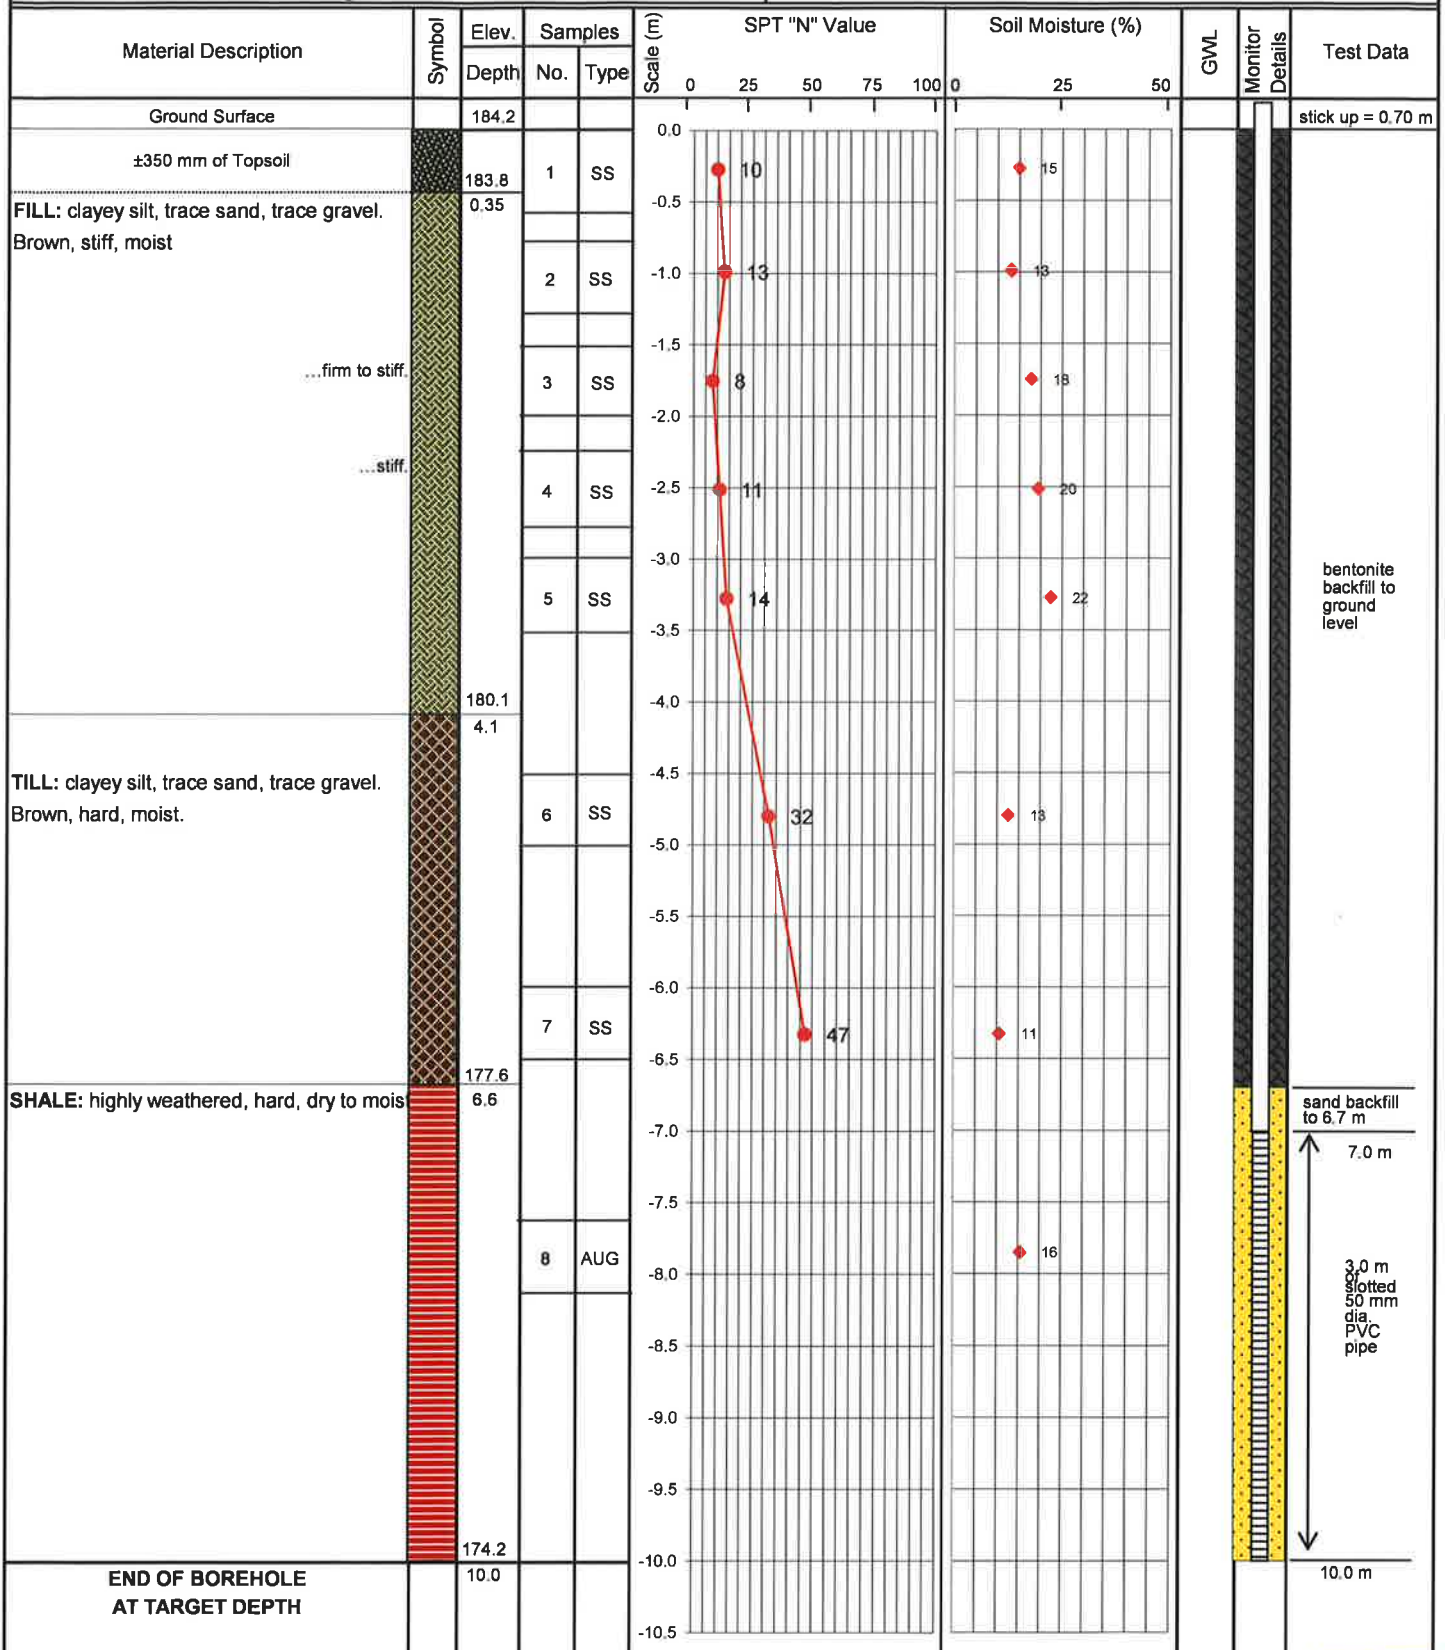 Material Description
Symbol
Elev.
Depth
Samples
No.
Type
Scale (m)
SPT "N" Value
0 25 50 75 100
Soil Moisture (%)
0 25 50
GWL
Monitor
Details
Test Data
Ground Surface
184.2
stick up = 0.70 m
0.0
±350 mm of Topsoil
183.8
1
SS
10
15
-0.5
FILL: clayey silt, trace sand, trace gravel.
0.35
Brown, stiff, moist
2
SS
-1.0
13
13
-1.5
...firm to stiff.
3
SS
8
18
-2.0
...stiff.
4
SS
-2.5
11
20
-3.0
bentonite
backfill to
ground
level
5
SS
14
22
-3.5
180.1
-4.0
4.1
TILL: clayey silt, trace sand, trace gravel.
-4.5
Brown, hard, moist.
6
SS
32
13
-5.0
-5.5
-6.0
7
SS
47
11
-6.5
177.6
SHALE: highly weathered, hard, dry to moist
6.6
sand backfill
to 6.7 m
-7.0
7.0 m
-7.5
8
AUG
16
-8.0
3.0 m
of
slotted
50 mm
dia.
PVC
pipe
-8.5
-9.0
-9.5
174.2
-10.0
END OF BOREHOLE
10.0
10.0 m
AT TARGET DEPTH
-10.5